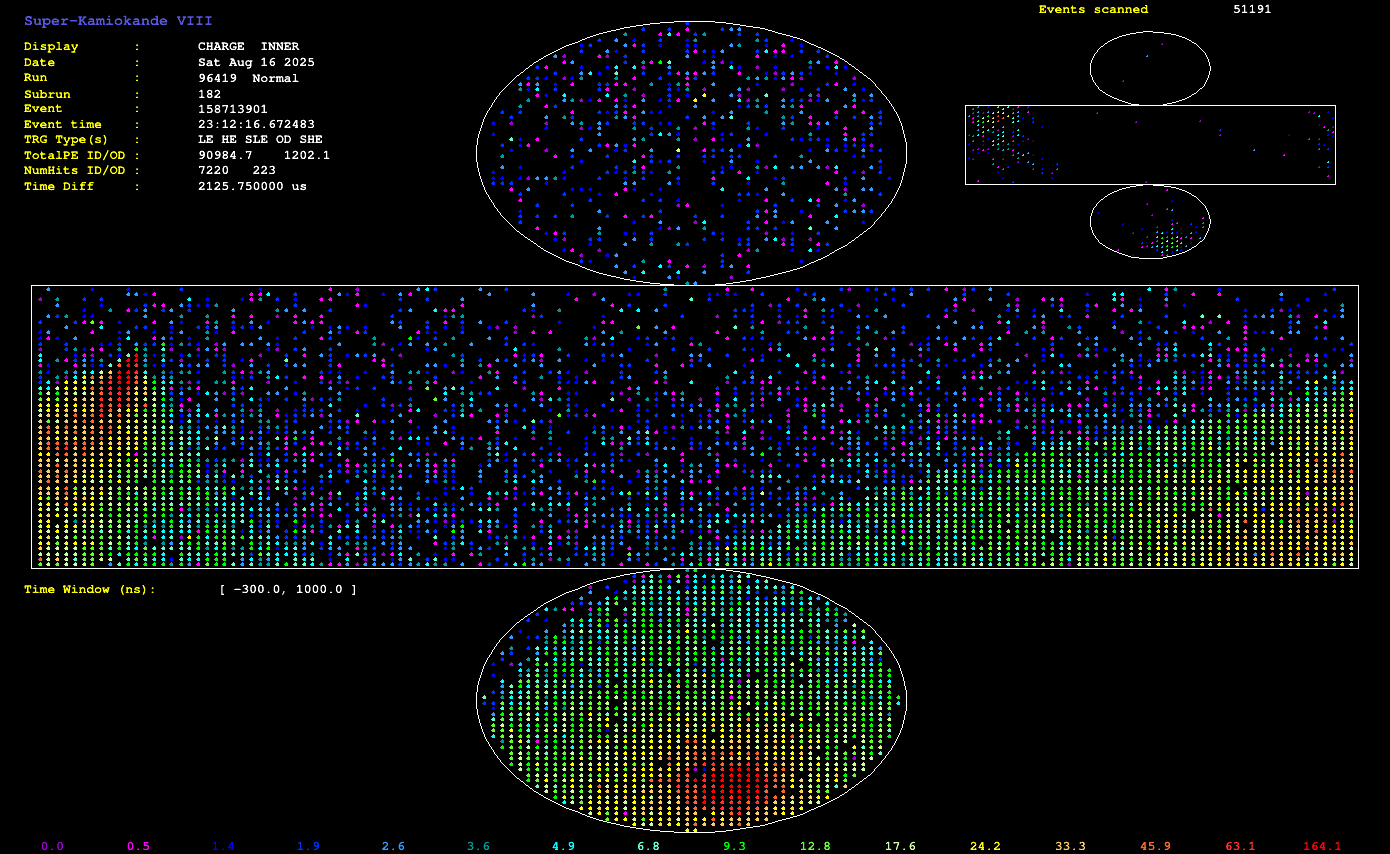 Super-Kamiokande VIII
Events scanned 51191
Display : CHARGE INNER
Date : Sat Aug 16 2025
Run : 96419 Normal
Subrun : 182
Event : 158713901
Event time : 23:12:16.672483
TRG Type(s) : LE HE SLE OD SHE
TotalPE ID/OD : 90984.7 1202.1
NumHits ID/OD : 7220 223
Time Diff : 2125.750000 us
Time Window (ns): [ -300.0, 1000.0 ]
0.0 0.5 1.4 1.9 2.6 3.6 4.9 6.8 9.3 12.8 17.6 24.2 33.3 45.9 63.1 164.1